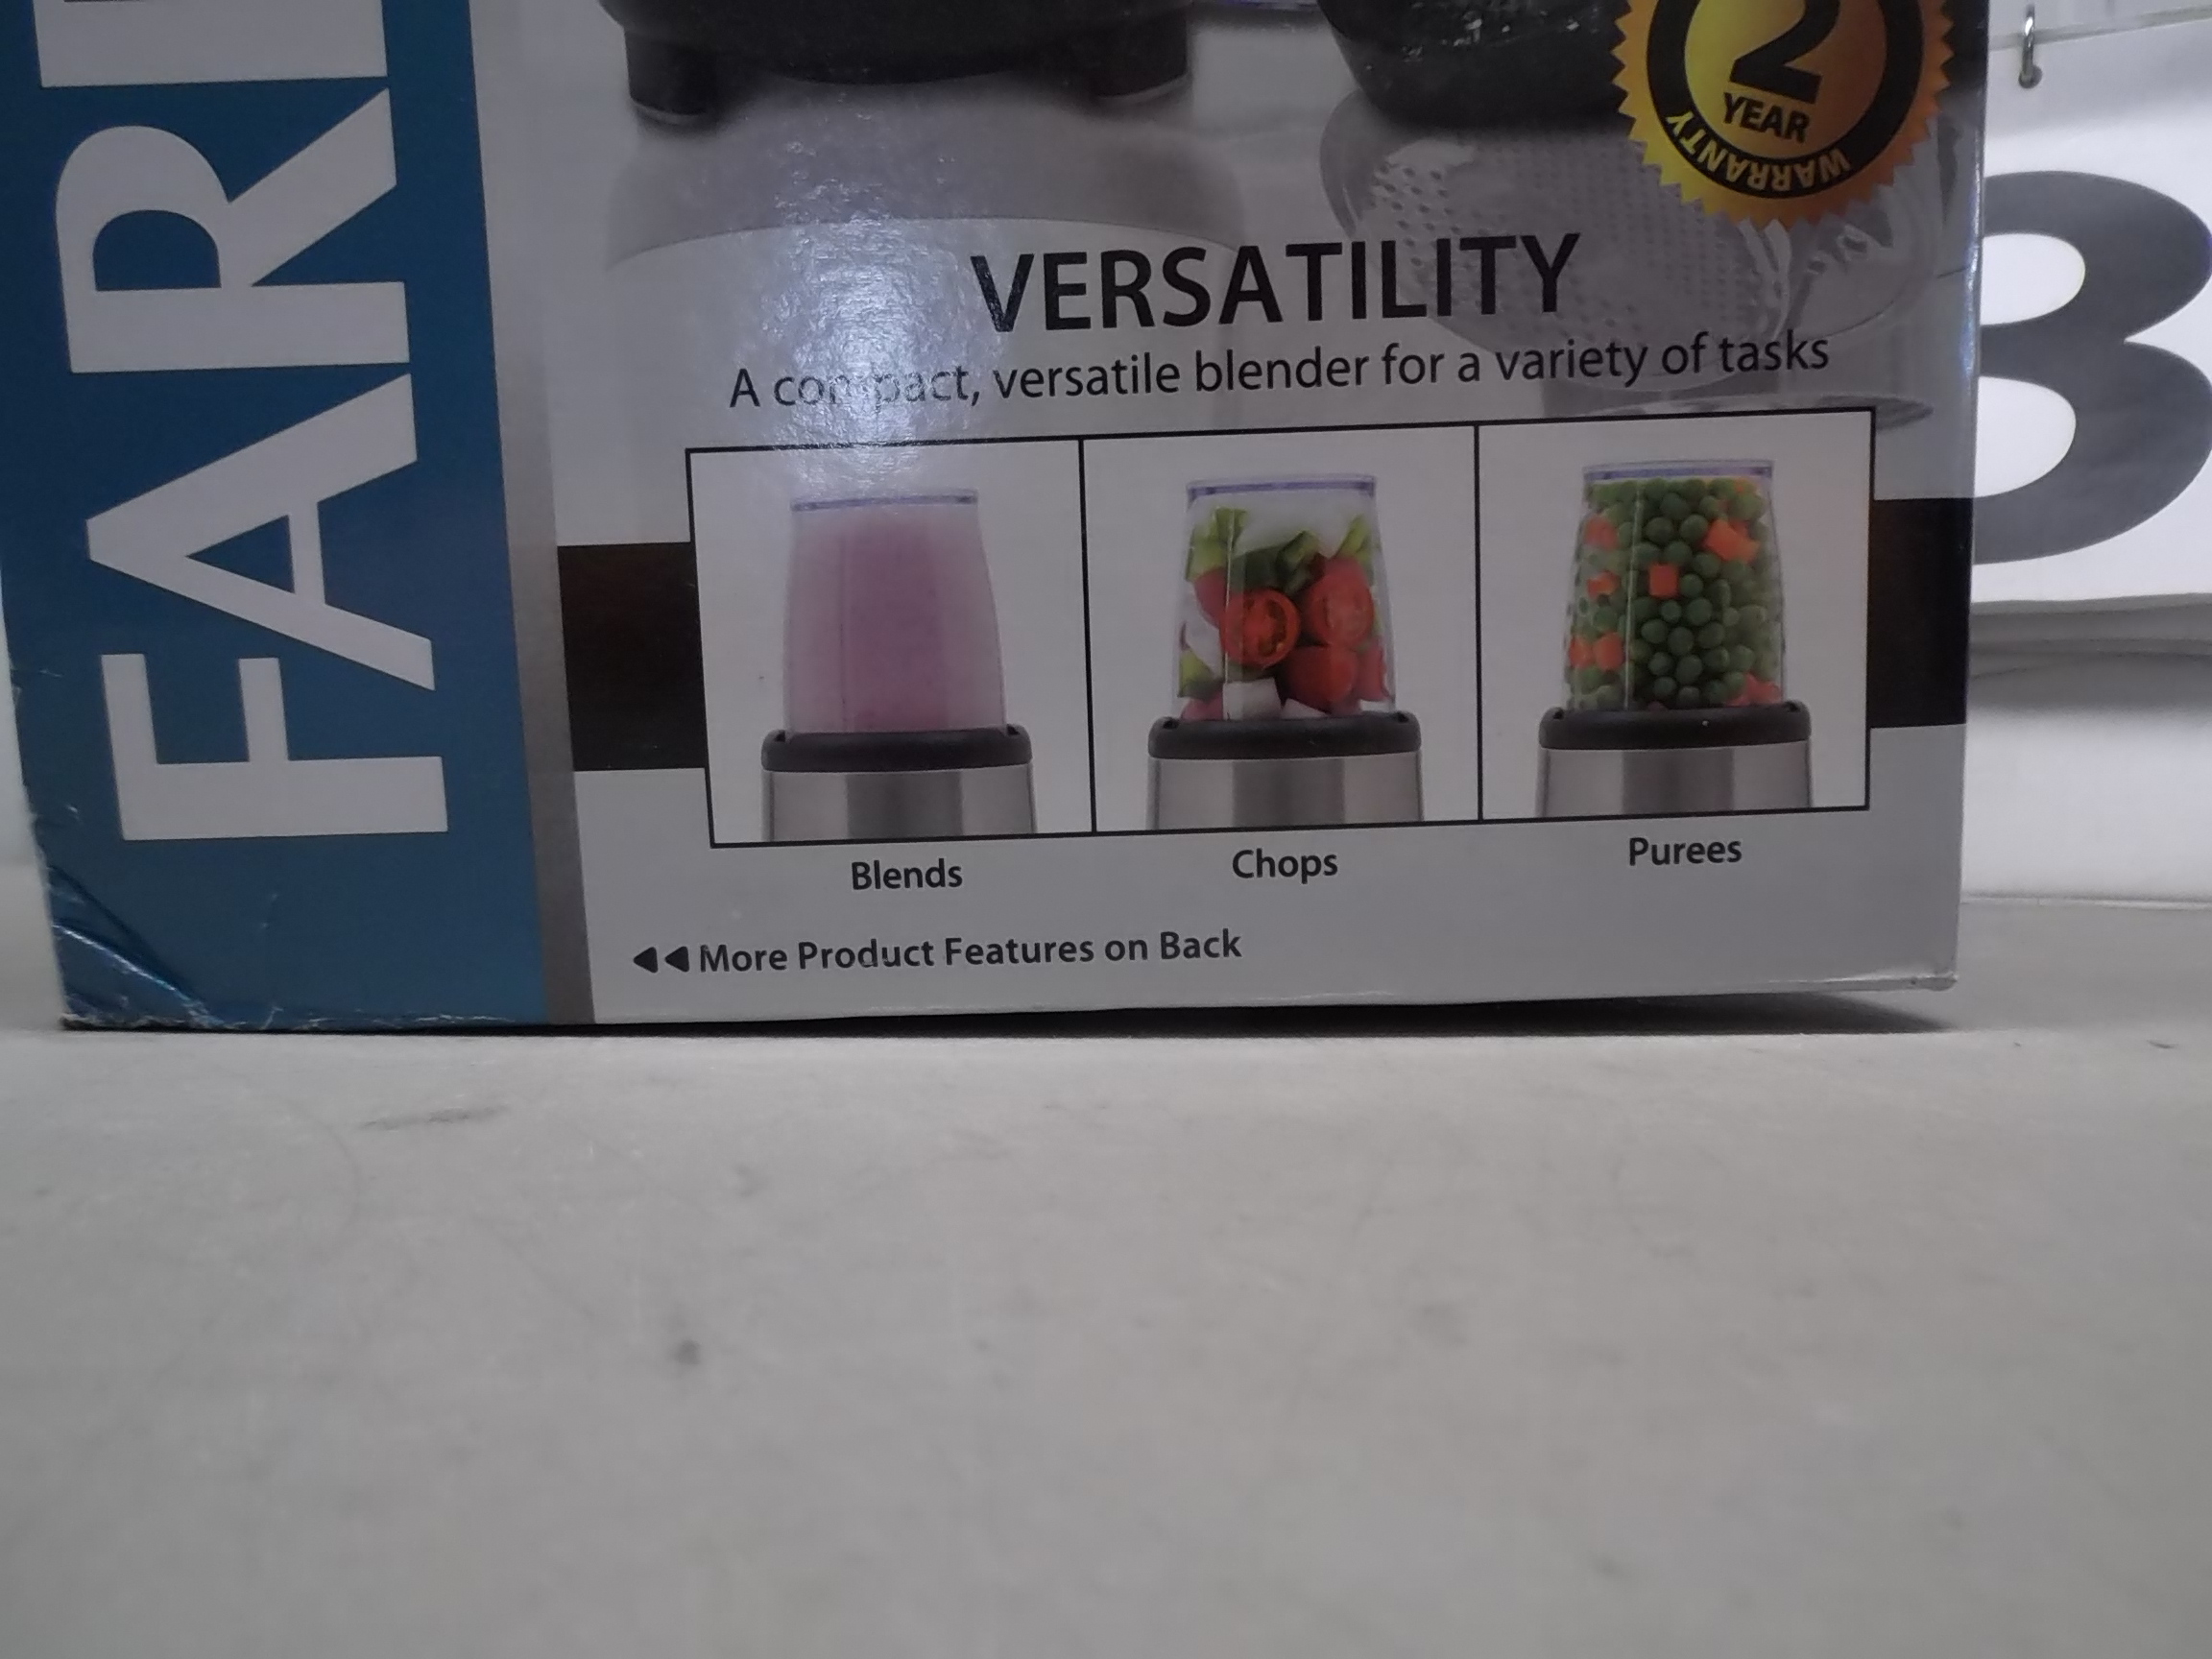 FAR
2
YEAR
WARRANTY
VERSATILITY
A compact, versatile blender for a variety of tasks
Blends
Chops
Purees
More Product Features on Back
3